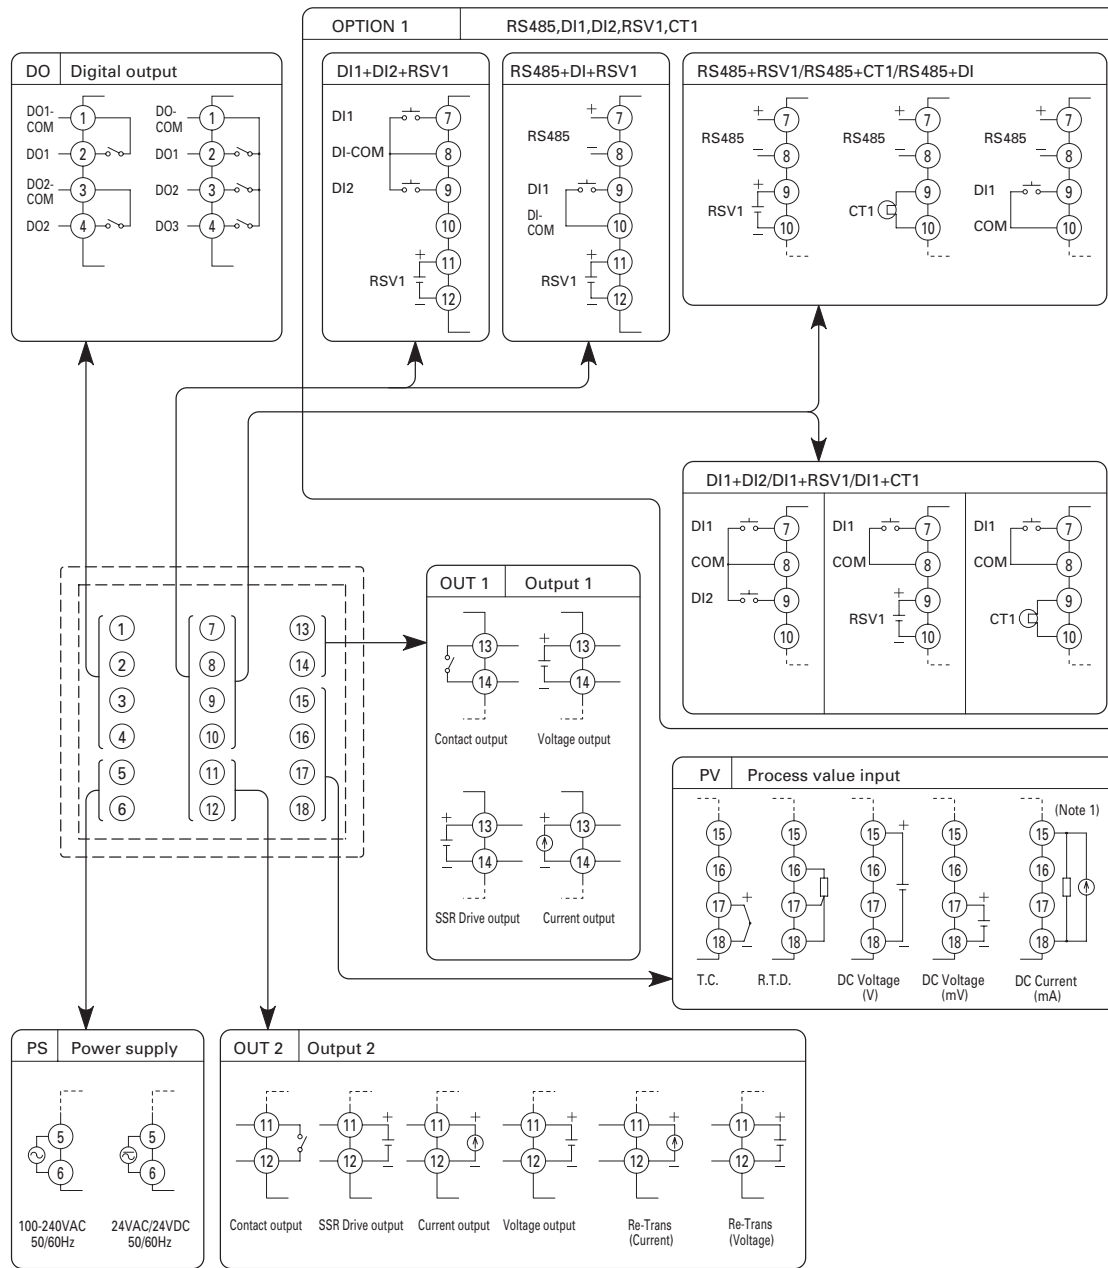 OPTION 1 RS485,DI1,DI2,RSV1,CT1
DO Digital output
DO1-COM 1
DO1 2
DO2-COM 3
DO2 4
DO-COM 1
DO1 2
DO2 3
DO3 4
DI1+DI2+RSV1
DI1 7
DI-COM 8
DI2 9
10
+ 11
RSV1
− 12
RS485+DI+RSV1
+ 7
RS485
− 8
DI1 9
DI-COM 10
+ 11
RSV1
− 12
RS485+RSV1/RS485+CT1/RS485+DI
+ 7
RS485
− 8
+ 9
RSV1
− 10
+ 7
RS485
− 8
9
CT1
10
+ 7
RS485
− 8
DI1 9
COM 10
DI1+DI2/DI1+RSV1/DI1+CT1
DI1 7
COM 8
DI2 9
10
DI1 7
COM 8
+ 9
RSV1
− 10
DI1 7
COM 8
9
CT1
10
1 7 13
2 8 14
3 9 15
4 10 16
5 11 17
6 12 18
OUT 1 Output 1
13
14
Contact output
+ 13
− 14
Voltage output
+ 13
− 14
SSR Drive output
+ 13
− 14
Current output
PV Process value input
15
16
17 +
18 −
T.C.
15
16
17
18
R.T.D.
15 +
16
17
18 −
DC Voltage
(V)
15
16
17 +
18 −
DC Voltage
(mV)
(Note 1)
15 +
16
17
18 −
DC Current
(mA)
PS Power supply
5
6
100-240VAC
50/60Hz
5
6
24VAC/24VDC
50/60Hz
OUT 2 Output 2
11
12
Contact output
11 +
12 −
SSR Drive output
11 +
12 −
Current output
11 +
12 −
Voltage output
11 +
12 −
Re-Trans
(Current)
11 +
12 −
Re-Trans
(Voltage)